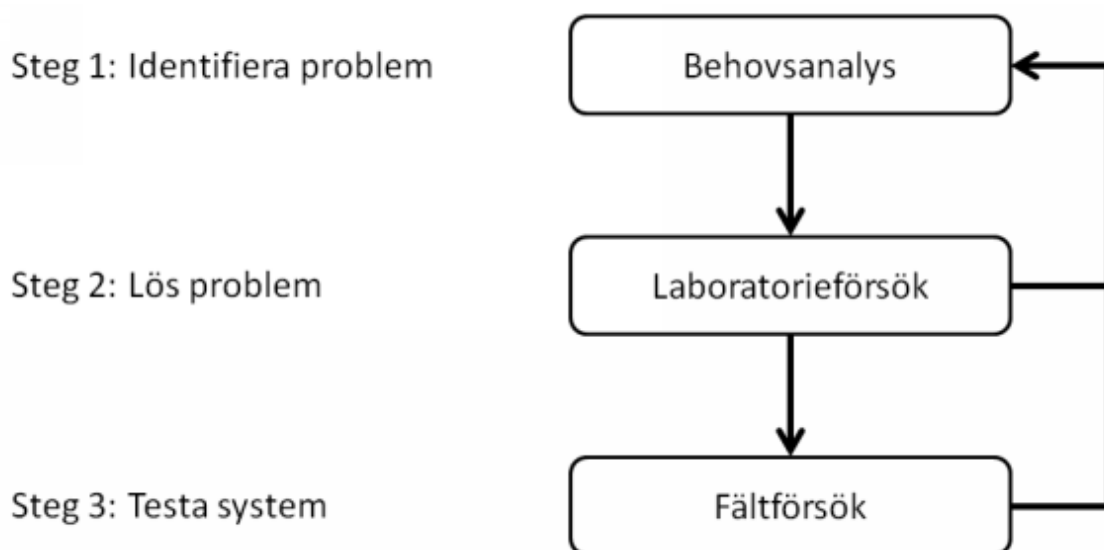 Steg 1: Identifiera problem
Behovsanalys
Steg 2: Lös problem
Laboratorieförsök
Steg 3: Testa system
Fältförsök